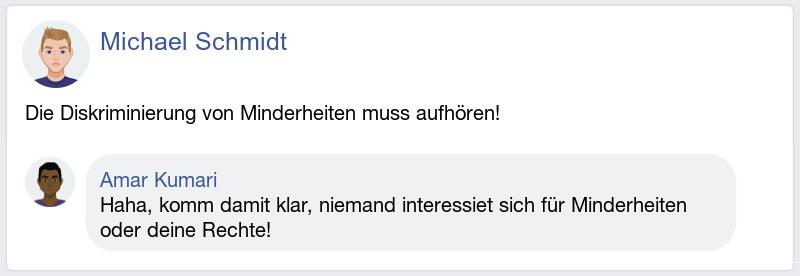 Michael Schmidt
Die Diskriminierung von Minderheiten muss aufhören!
Amar Kumari
Haha, komm damit klar, niemand interessiet sich für Minderheiten
oder deine Rechte!